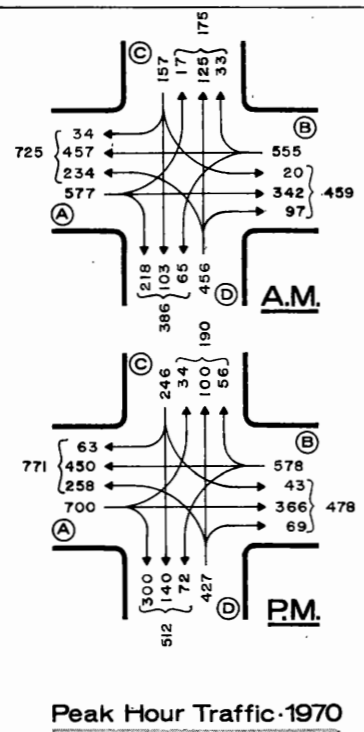 175
C
157 17 125 33
B
34
725 457
234
577
A
555
20
342 459
97
218 103 65 456
386
D
A.M.
190
C
246 34 100 56
B
63
771 450
258
700
A
578
43
366 478
69
300 140 72 427
512
D
P.M.
Peak Hour Traffic·1970